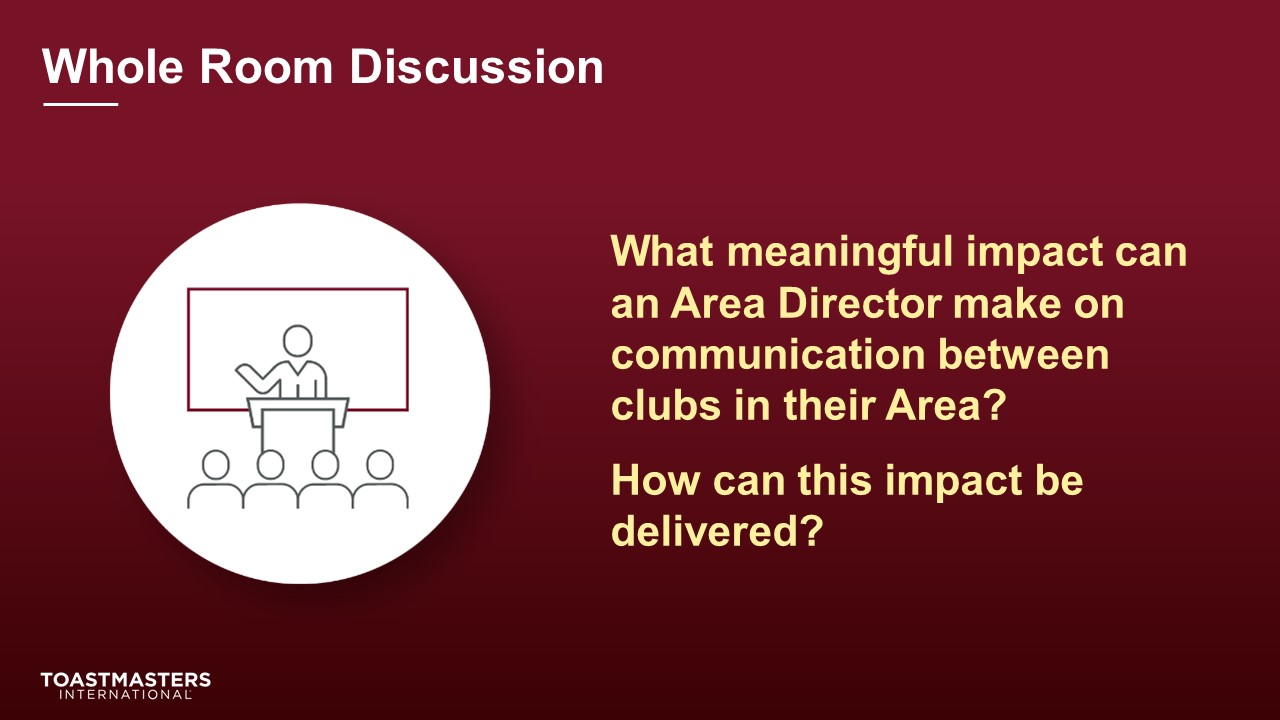 Whole Room Discussion
What meaningful impact can
an Area Director make on
communication between
clubs in their Area?
How can this impact be
delivered?
TOASTMASTERS
INTERNATIONAL